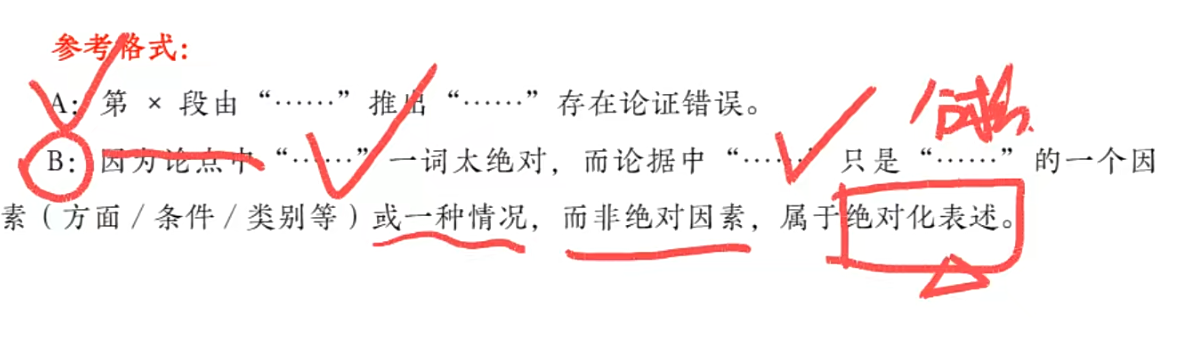 参考格式：
A：第 × 段由“……”推出“……”存在论证错误。
B：因为论点中“……”一词太绝对，而论据中“……”只是“……”的一个因
素（方面/条件/类别等）或一种情况，而非绝对因素，属于绝对化表述。